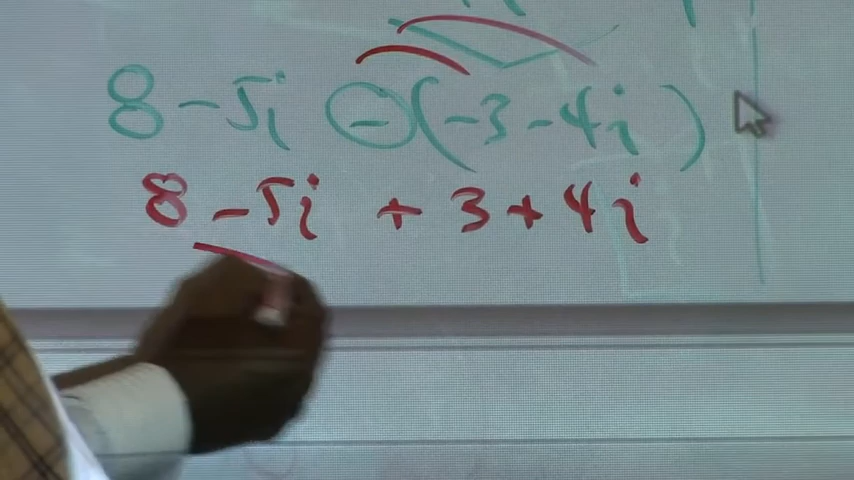 8 - 5i - (-3 - 4i)
8 - 5i + 3 + 4i